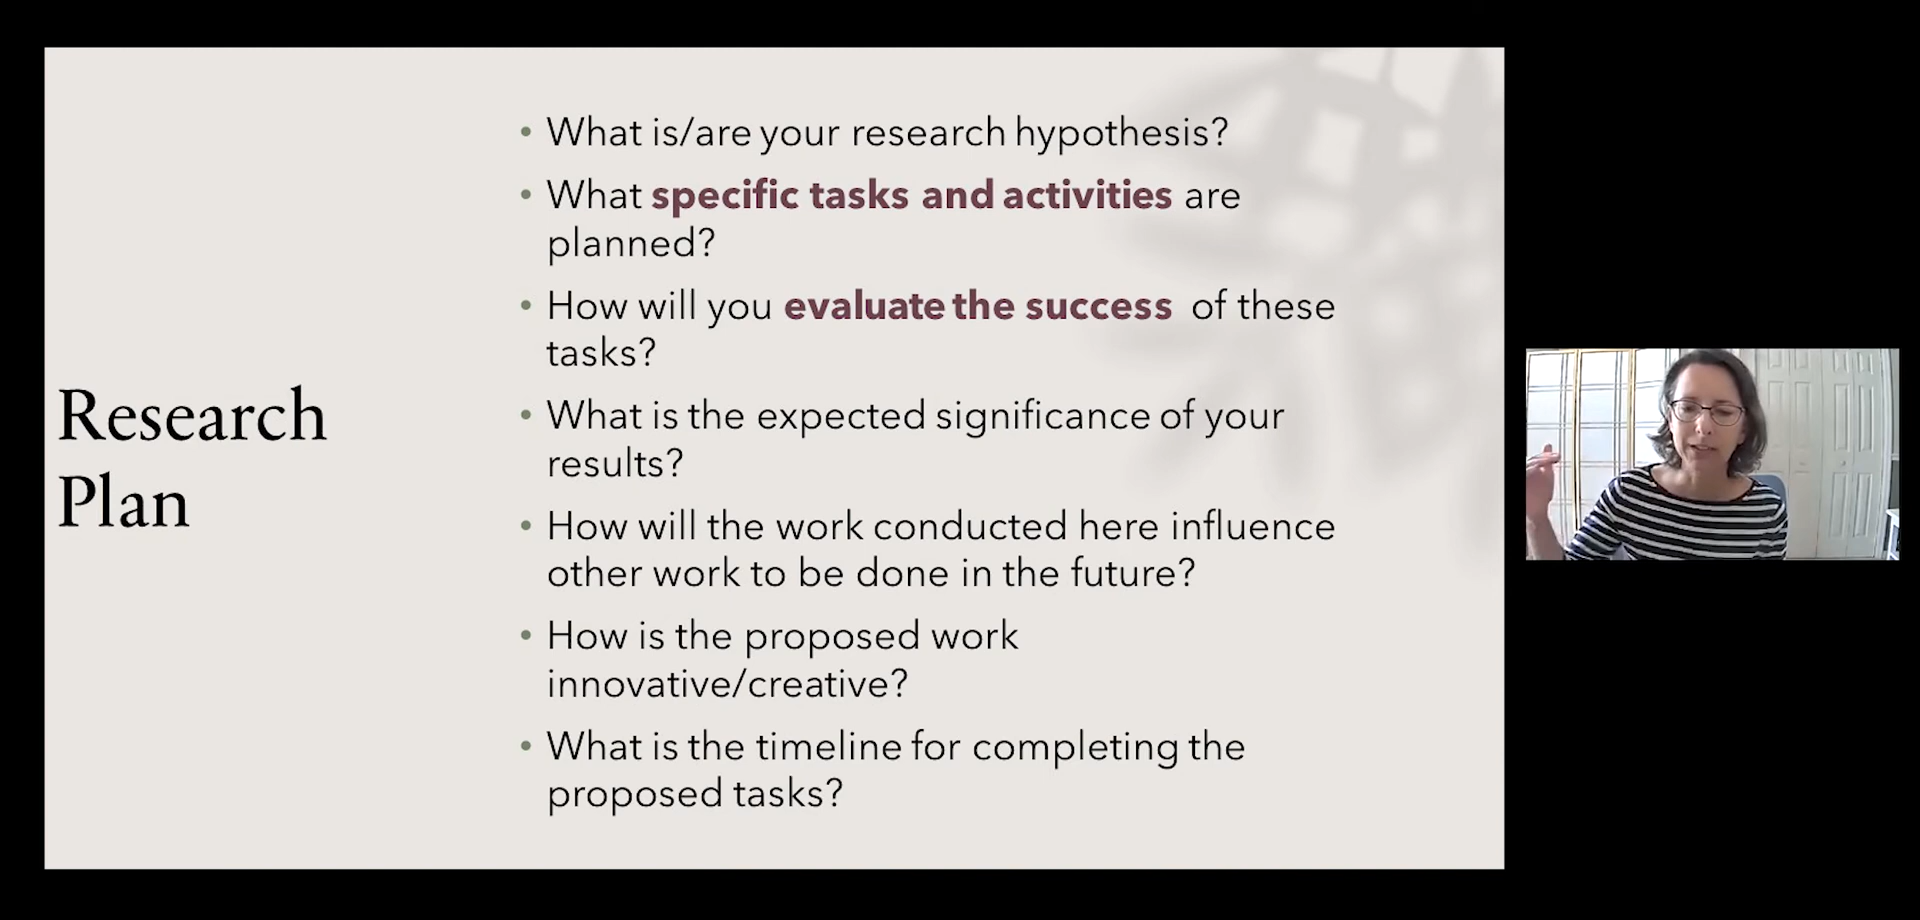 Research
Plan
• What is/are your research hypothesis?
• What specific tasks and activities are
planned?
• How will you evaluate the success of these
tasks?
• What is the expected significance of your
results?
• How will the work conducted here influence
other work to be done in the future?
• How is the proposed work
innovative/creative?
• What is the timeline for completing the
proposed tasks?